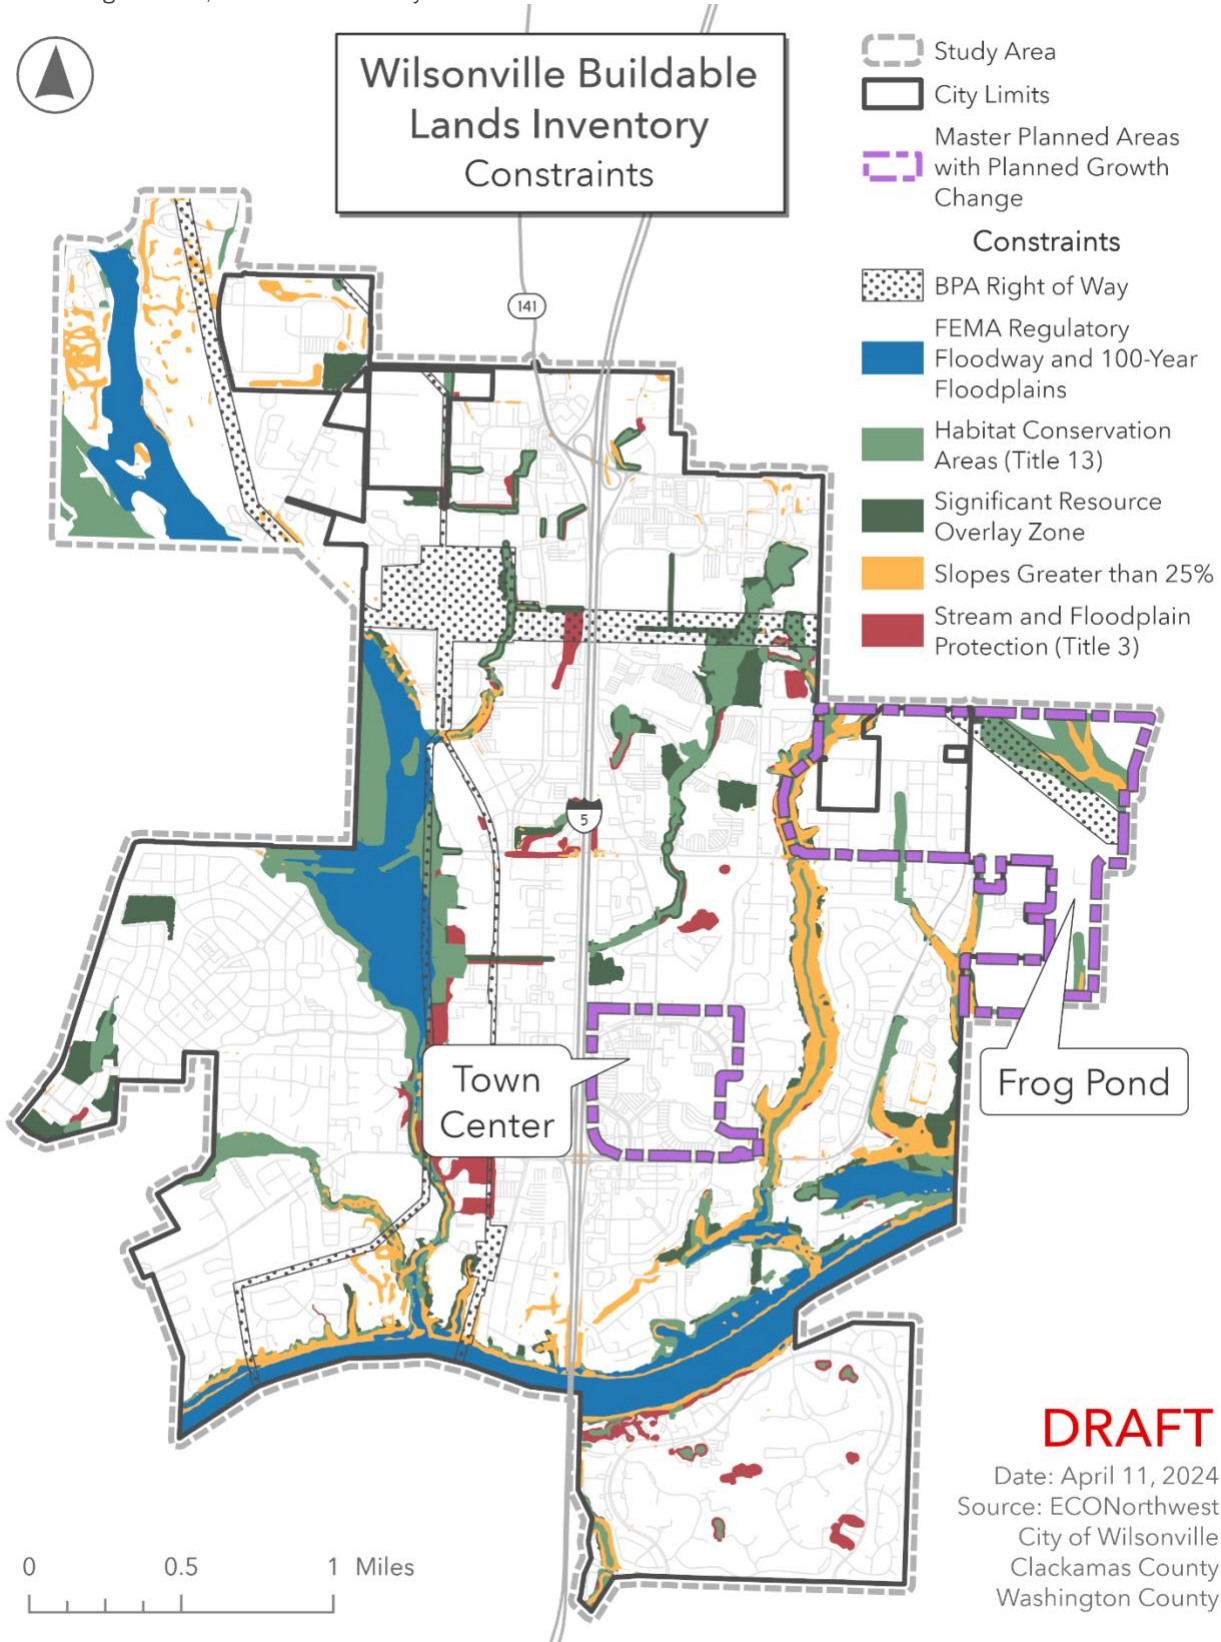 Wilsonville Buildable
Lands Inventory
Constraints
Study Area
City Limits
Master Planned Areas
with Planned Growth
Change
Constraints
BPA Right of Way
FEMA Regulatory
Floodway and 100-Year
Floodplains
Habitat Conservation
Areas (Title 13)
Significant Resource
Overlay Zone
Slopes Greater than 25%
Stream and Floodplain
Protection (Title 3)
141
5
Town
Center
Frog Pond
DRAFT
Date: April 11, 2024
Source: ECONorthwest
City of Wilsonville
Clackamas County
Washington County
0 0.5 1 Miles